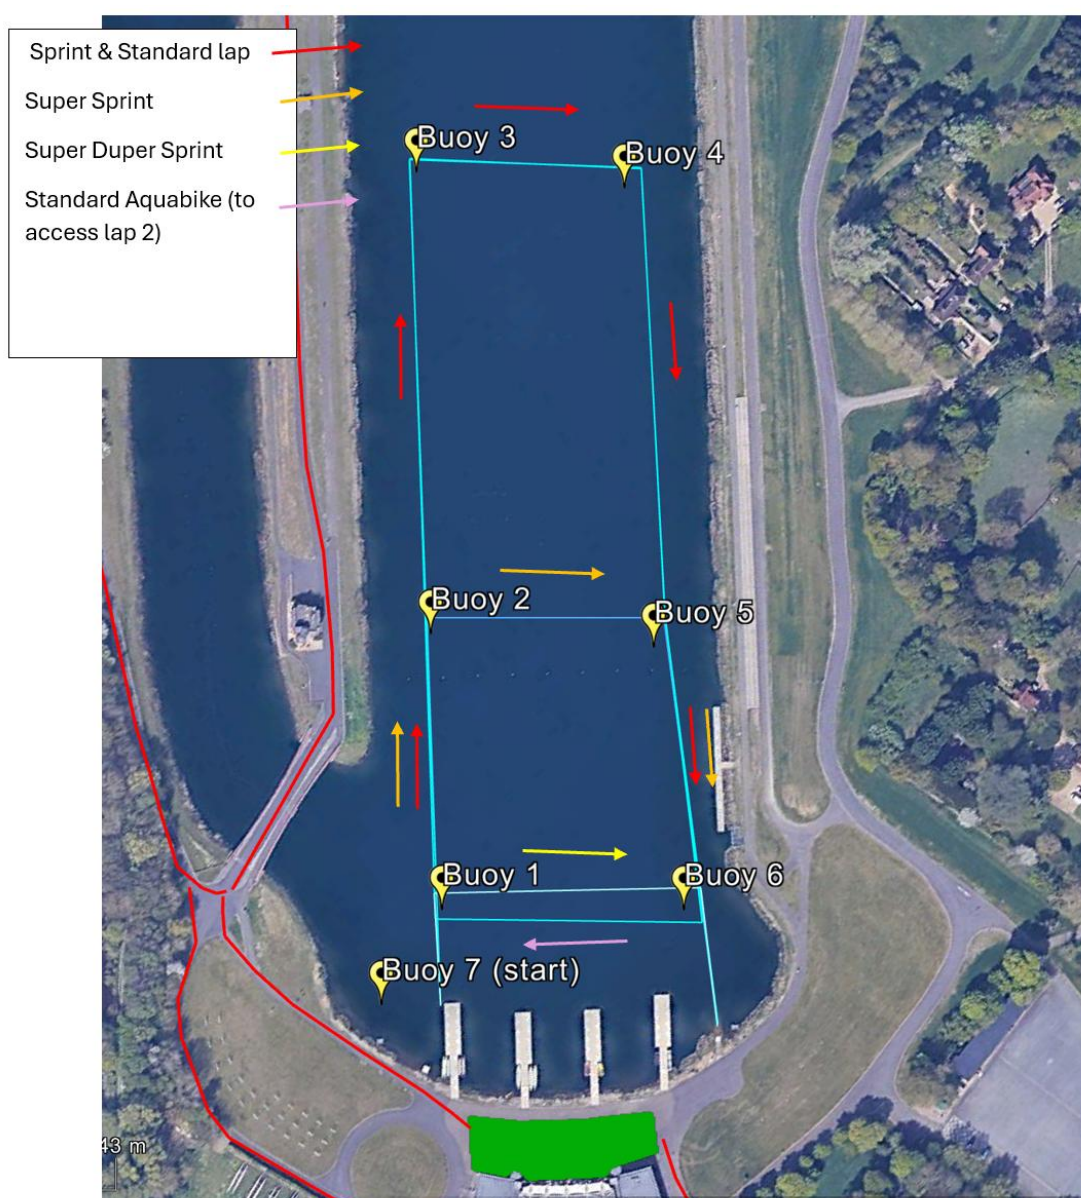 Sprint & Standard lap
Super Sprint
Super Duper Sprint
Standard Aquabike (to
access lap 2)
Buoy 3
Buoy 4
Buoy 2
Buoy 5
Buoy 1
Buoy 6
Buoy 7 (start)
43 m